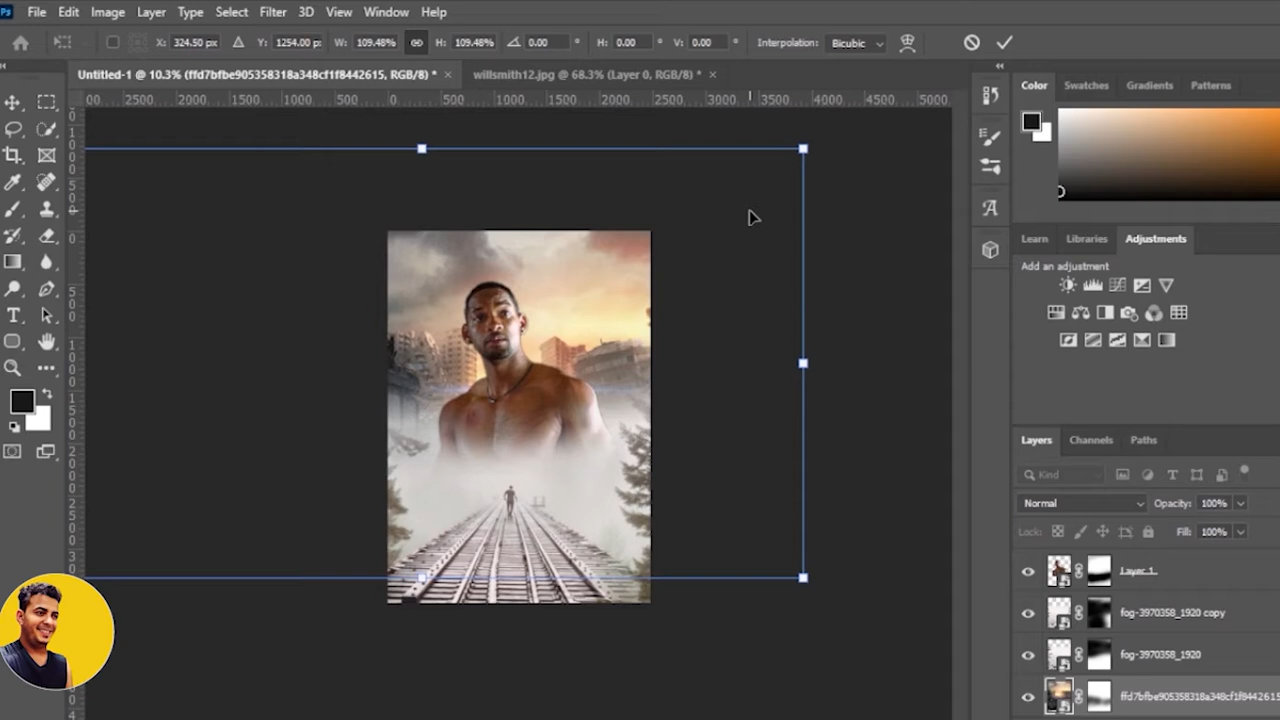 Ps File Edit Image Layer Type Select Filter 3D View Window Help
X: 324.50 px Y: 1254.00 p: W: 109.48% H: 109.48% 0.00 ° H: 0.00 ° V: 0.00 ° Interpolation: Bicubic
Untitled-1 @ 10.3% (ffd7bfbe905358318a348cf1f8442615, RGB/8) * × willsmith12.jpg @ 68.3% (Layer 0, RGB/8) * ×
00 2500 2000 1500 1000 500 0 500 1000 1500 2000 2500 3000 3500 4000 4500 5000
Color Swatches Gradients Patterns
Learn Libraries Adjustments
Add an adjustment
Layers Channels Paths
Kind
Normal Opacity: 100%
Lock: Fill: 100%
Layer 1
fog-3970358_1920 copy
fog-3970358_1920
ffd7bfbe905358318a348cf1f8442615